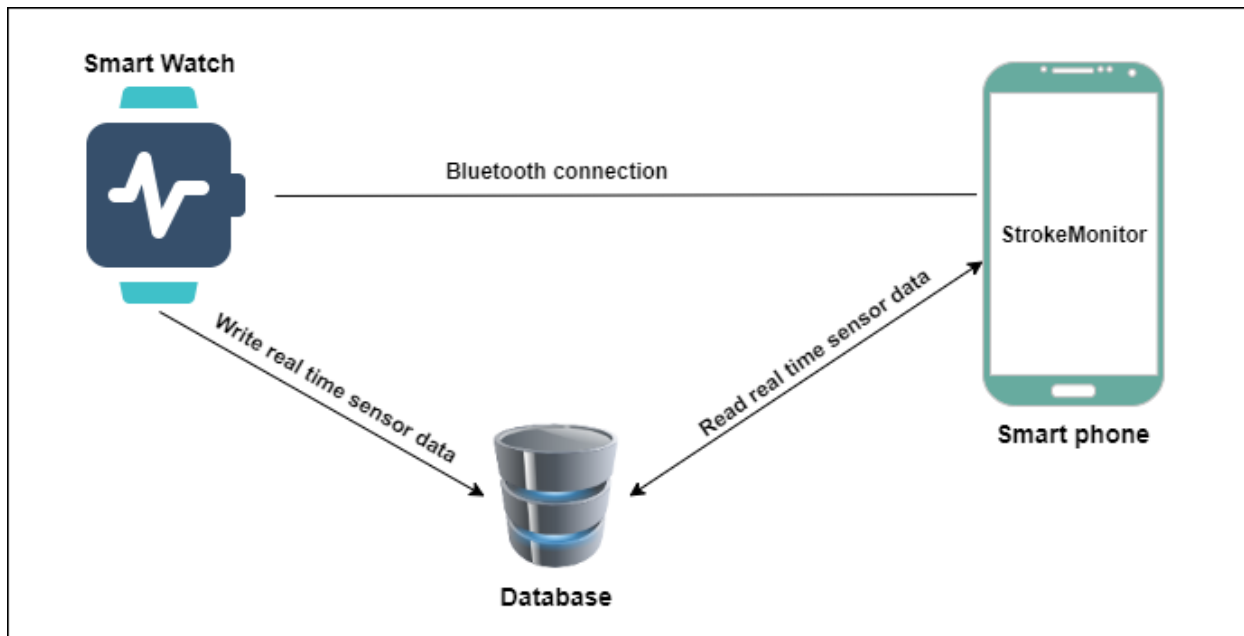 Smart Watch
Bluetooth connection
StrokeMonitor
Write real time sensor data
Read real time sensor data
Smart phone
Database